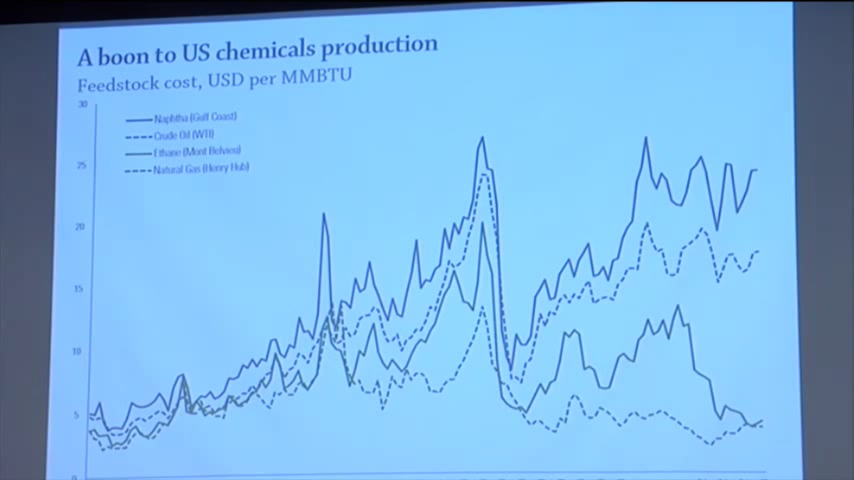 A boon to US chemicals production
Feedstock cost, USD per MMBTU
30
Naphtha (Gulf Coast)
Crude Oil (WTI)
Ethane (Mont Belvieu)
25
Natural Gas (Henry Hub)
20
15
10
5